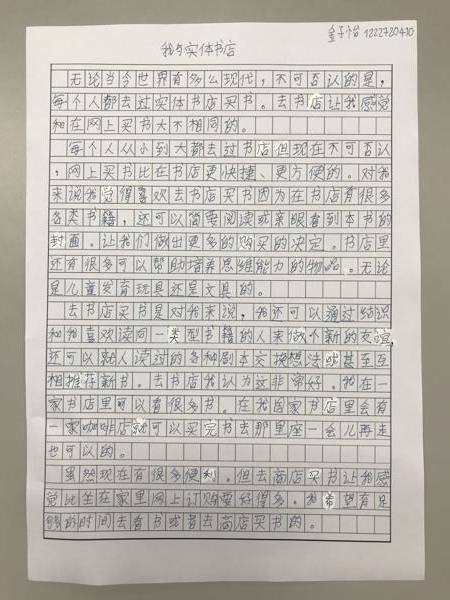 金子怡 1222720410
我与实体书店
无论当今世界有多么现代，不可否认的是，
每个人都去过实体书店买书。去书店让我感觉
和在网上买书大不相同的。
每个人从小到大都去过书店但现在不可否认
，网上买书比在书店更快捷、更方便的。对我
来说我觉得喜欢去书店买书因为在书店有很多
各类书籍，还可以简要阅读或亲眼看到本书的
封面。让我们做出更多的购买的决定。书店里
还有很多可以帮助培养思维能力的物品。无论
是儿童发育玩具还是文具的。
去书店买书是对我来说，我还可以通过结识
和我喜欢读同一类型书籍的人来做个新的友谊，
还可以跟人读过的各种剧本交换想法或甚至互
相推荐新书。去书店我认为这非常好。我在一
家书店里可以有很多书。在我国家书店里会有
一家咖啡店就可以买完书去那里座一会儿再走
也可以的。
虽然现在有很多便利。但去商店买书让我感
觉比坐在家里网上订购要好得多。我希望有足
够的时间去看书或者去商店买书的。